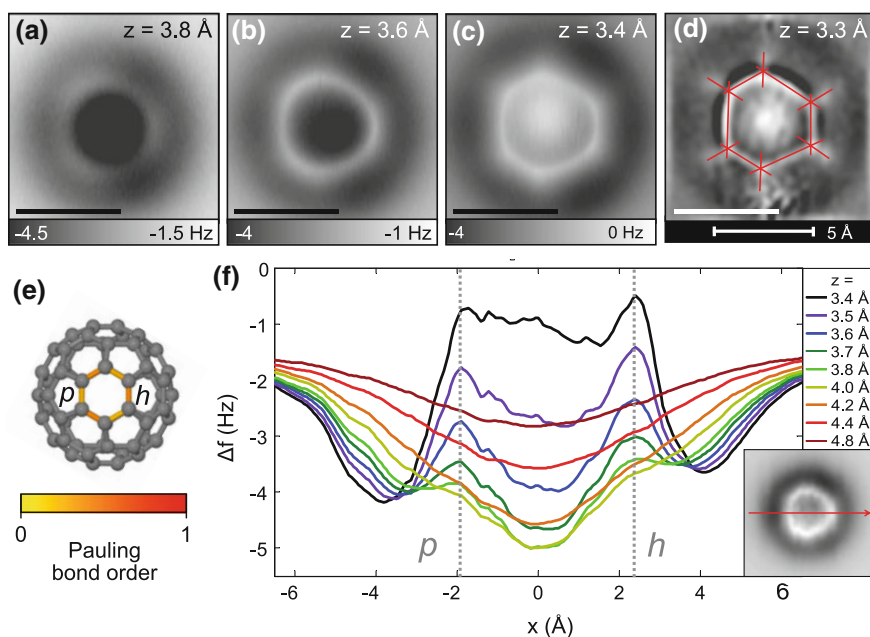 (a) z = 3.8 Å
-4.5 -1.5 Hz
(b) z = 3.6 Å
-4 -1 Hz
(c) z = 3.4 Å
-4 0 Hz
(d) z = 3.3 Å
5 Å
(e)
p h
0 1
Pauling
bond order
(f)
0
-1
-2
-3
-4
-5
Δf (Hz)
p h
-6 -4 -2 0 2 4 6
x (Å)
z =
3.4 Å
3.5 Å
3.6 Å
3.7 Å
3.8 Å
4.0 Å
4.2 Å
4.4 Å
4.8 Å